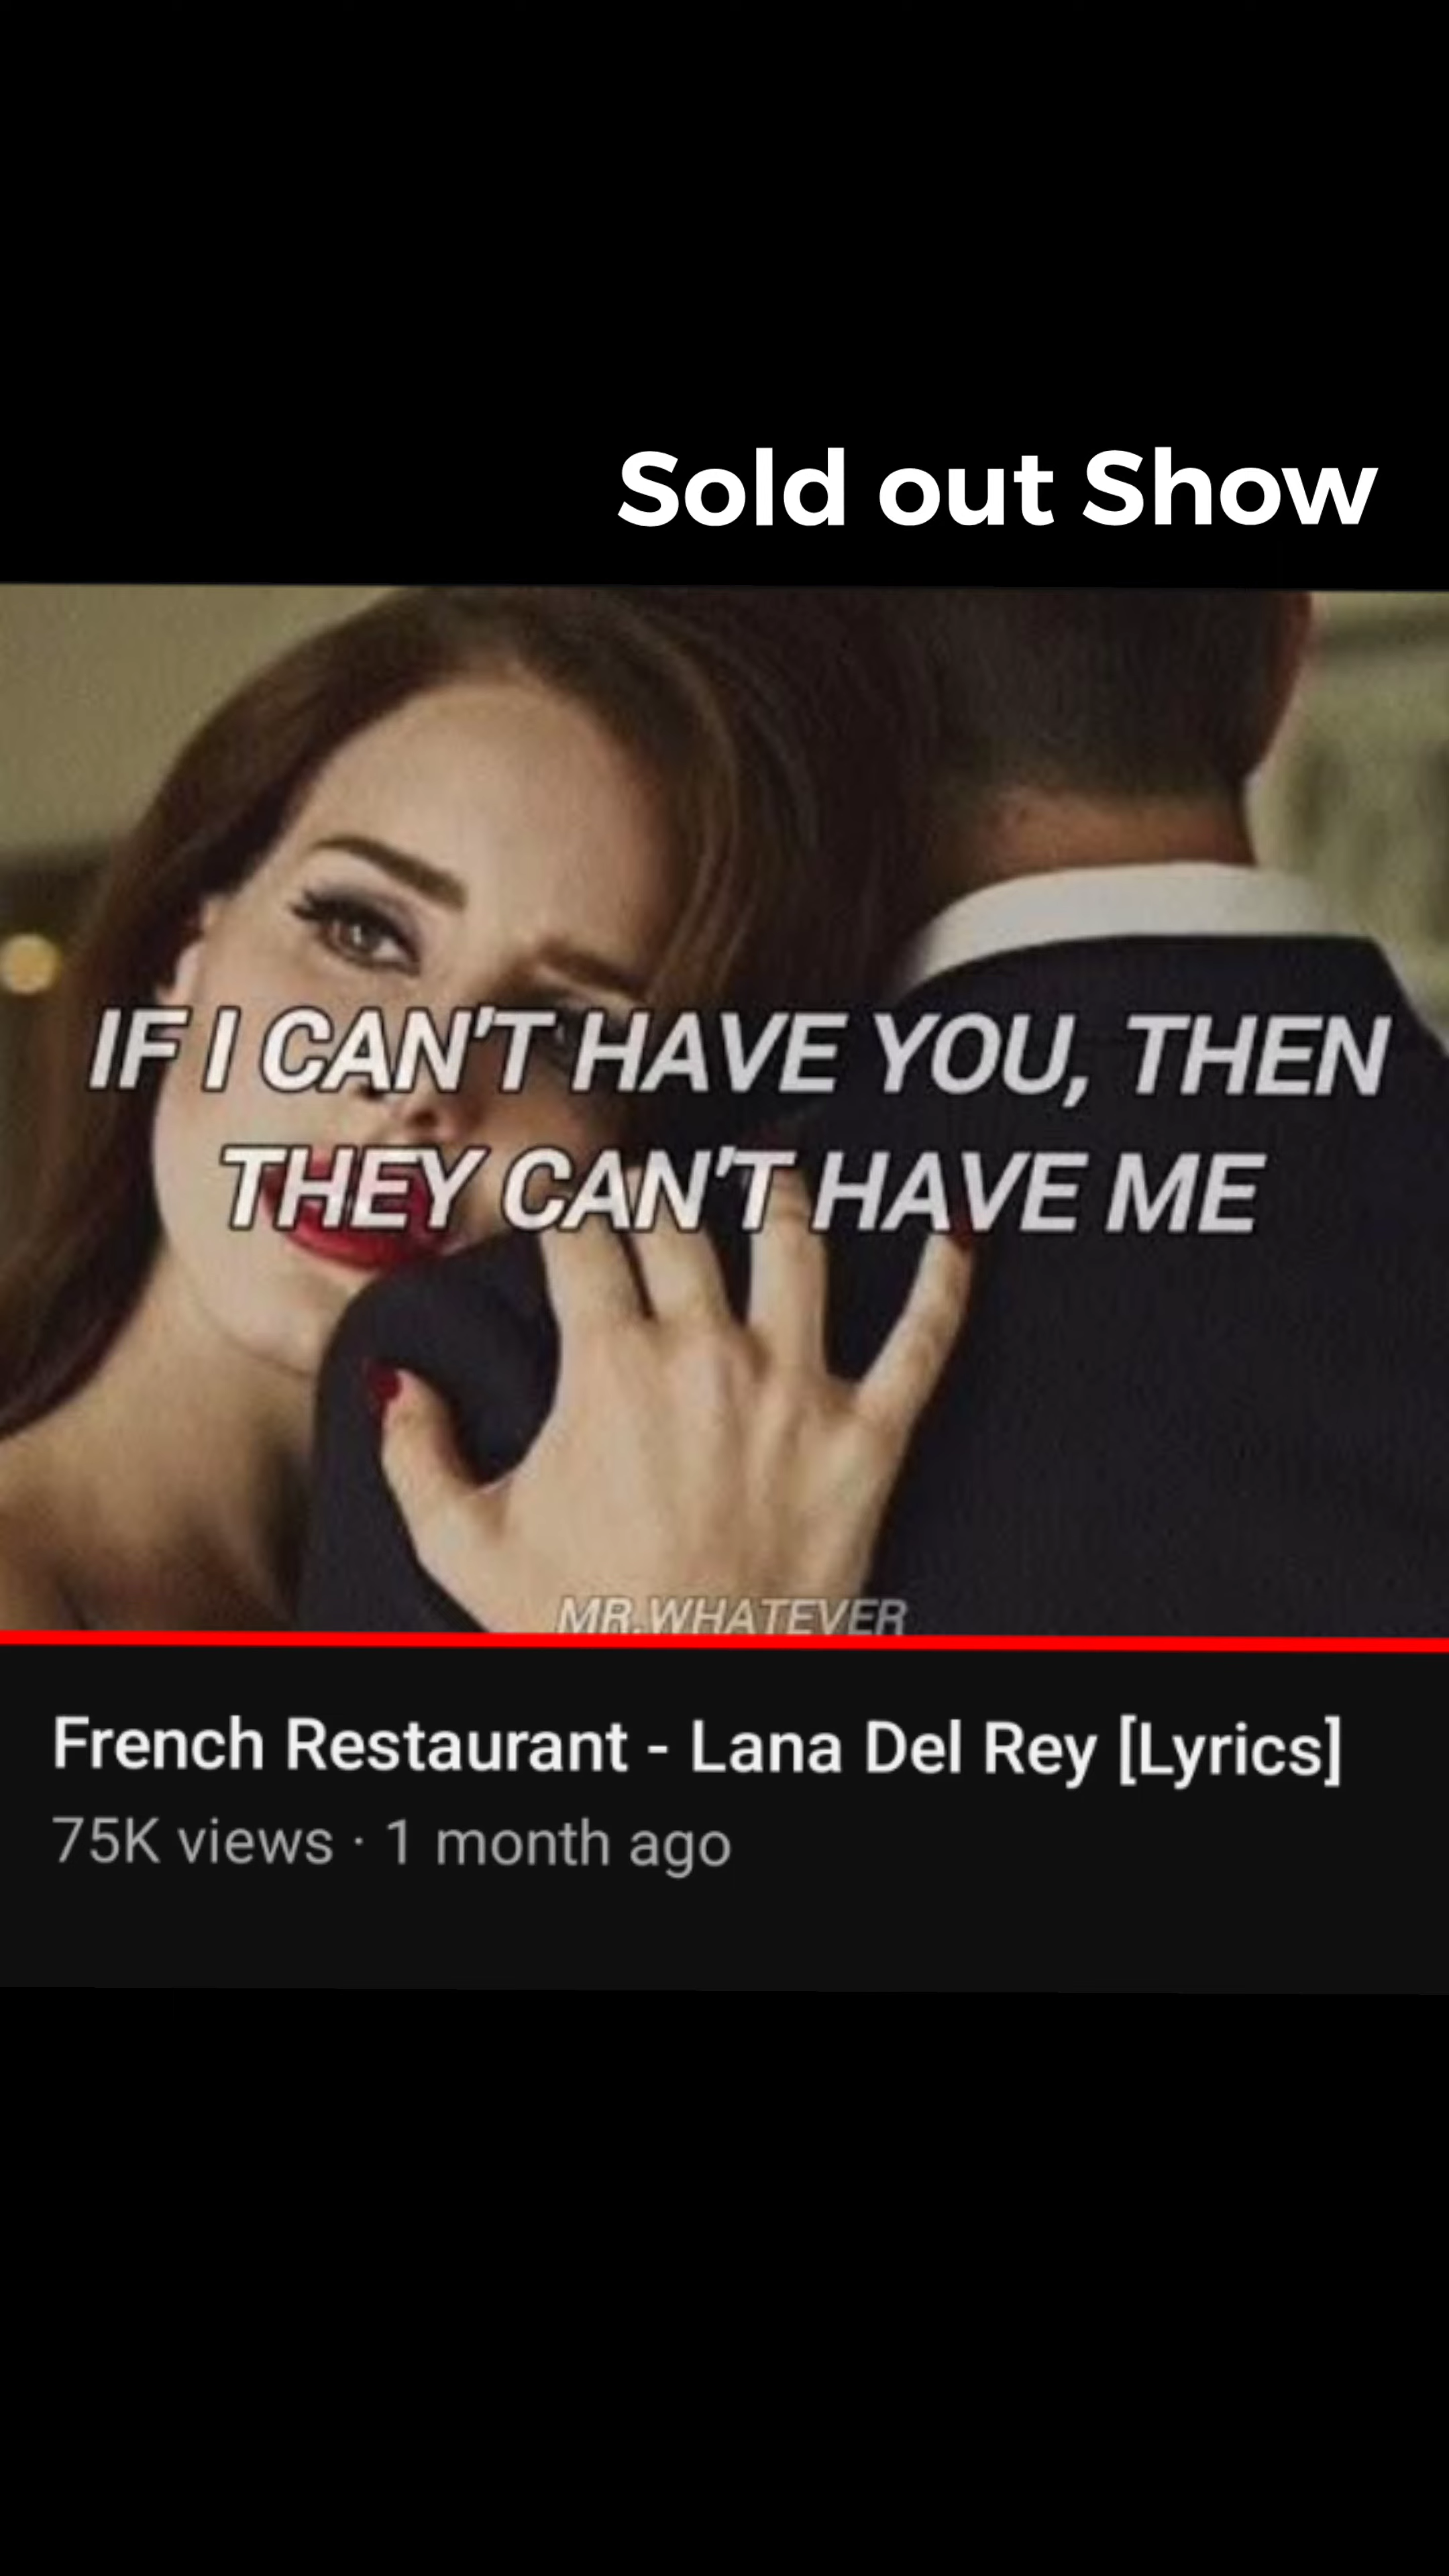 Sold out Show
IF I CAN'T HAVE YOU, THEN
THEY CAN'T HAVE ME
MR.WHATEVER
French Restaurant - Lana Del Rey [Lyrics]
75K views · 1 month ago